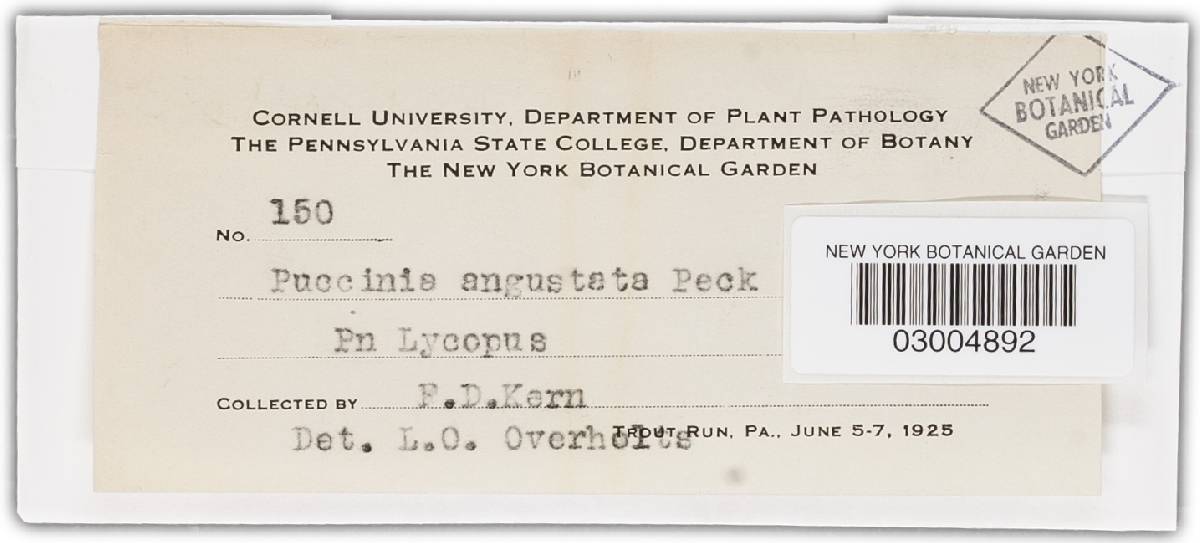 CORNELL UNIVERSITY, DEPARTMENT OF PLANT PATHOLOGY
THE PENNSYLVANIA STATE COLLEGE, DEPARTMENT OF BOTANY
THE NEW YORK BOTANICAL GARDEN
NEW YORK
BOTANICAL
GARDEN
No. 150
Puccinia angustata Peck
Pn Lycopus
NEW YORK BOTANICAL GARDEN
03004892
COLLECTED BY F.D.Kern
Det. L.O. Overholts
TROUT RUN, PA., JUNE 5-7, 1925